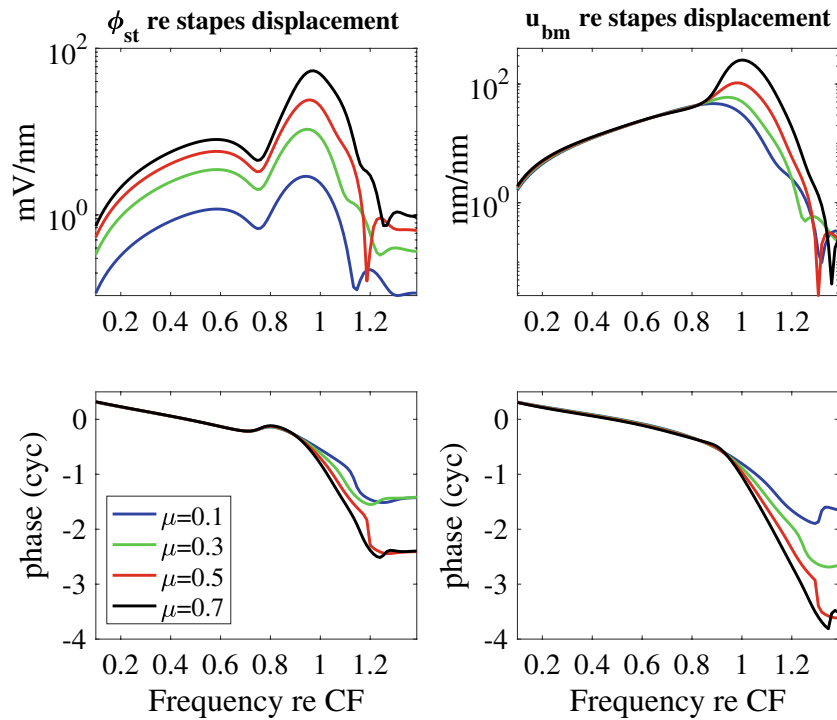 ϕst re stapes displacement
ubm re stapes displacement
10²
10⁰
mV/nm
0.2 0.4 0.6 0.8 1 1.2
10²
10⁰
nm/nm
0.2 0.4 0.6 0.8 1 1.2
0
-1
-2
-3
-4
phase (cyc)
μ=0.1
μ=0.3
μ=0.5
μ=0.7
0.2 0.4 0.6 0.8 1 1.2
Frequency re CF
0
-1
-2
-3
-4
phase (cyc)
0.2 0.4 0.6 0.8 1 1.2
Frequency re CF